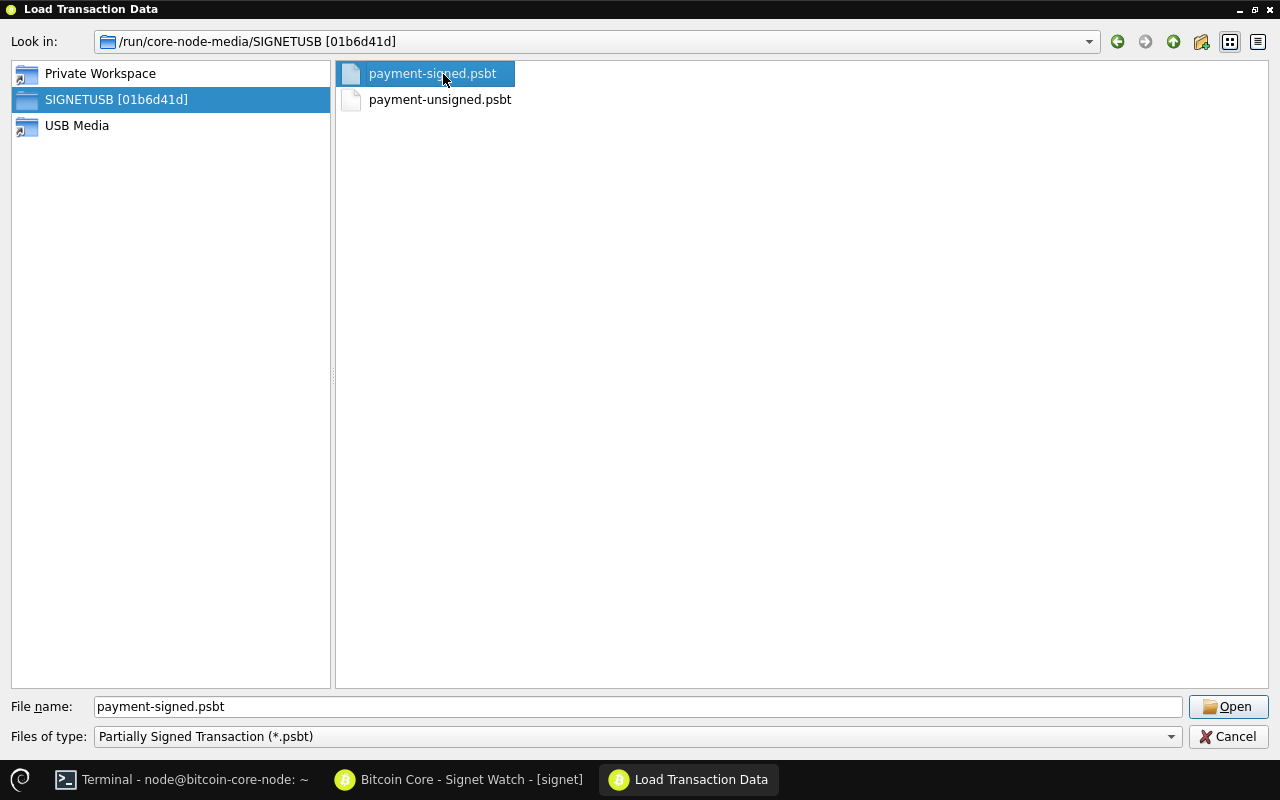 Load Transaction Data
Look in: /run/core-node-media/SIGNETUSB [01b6d41d]
Private Workspace
SIGNETUSB [01b6d41d]
USB Media
payment-signed.psbt
payment-unsigned.psbt
File name: payment-signed.psbt Open
Files of type: Partially Signed Transaction (*.psbt) Cancel
Terminal - node@bitcoin-core-node: ~ Bitcoin Core - Signet Watch - [signet] Load Transaction Data